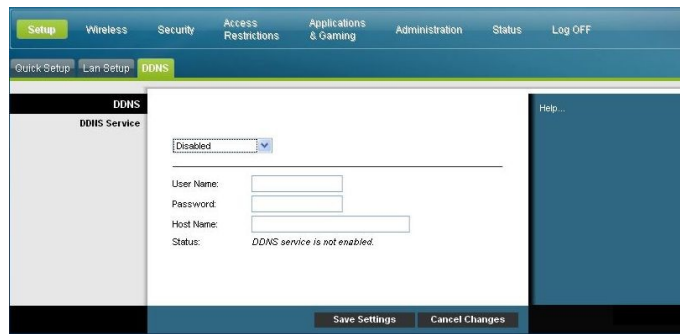 Setup Wireless Security Access Restrictions Applications & Gaming Administration Status Log OFF
Quick Setup Lan Setup DDNS
DDNS
Help...
DDNS Service
Disabled
User Name:
Password:
Host Name:
Status: DDNS service is not enabled.
Save Settings Cancel Changes